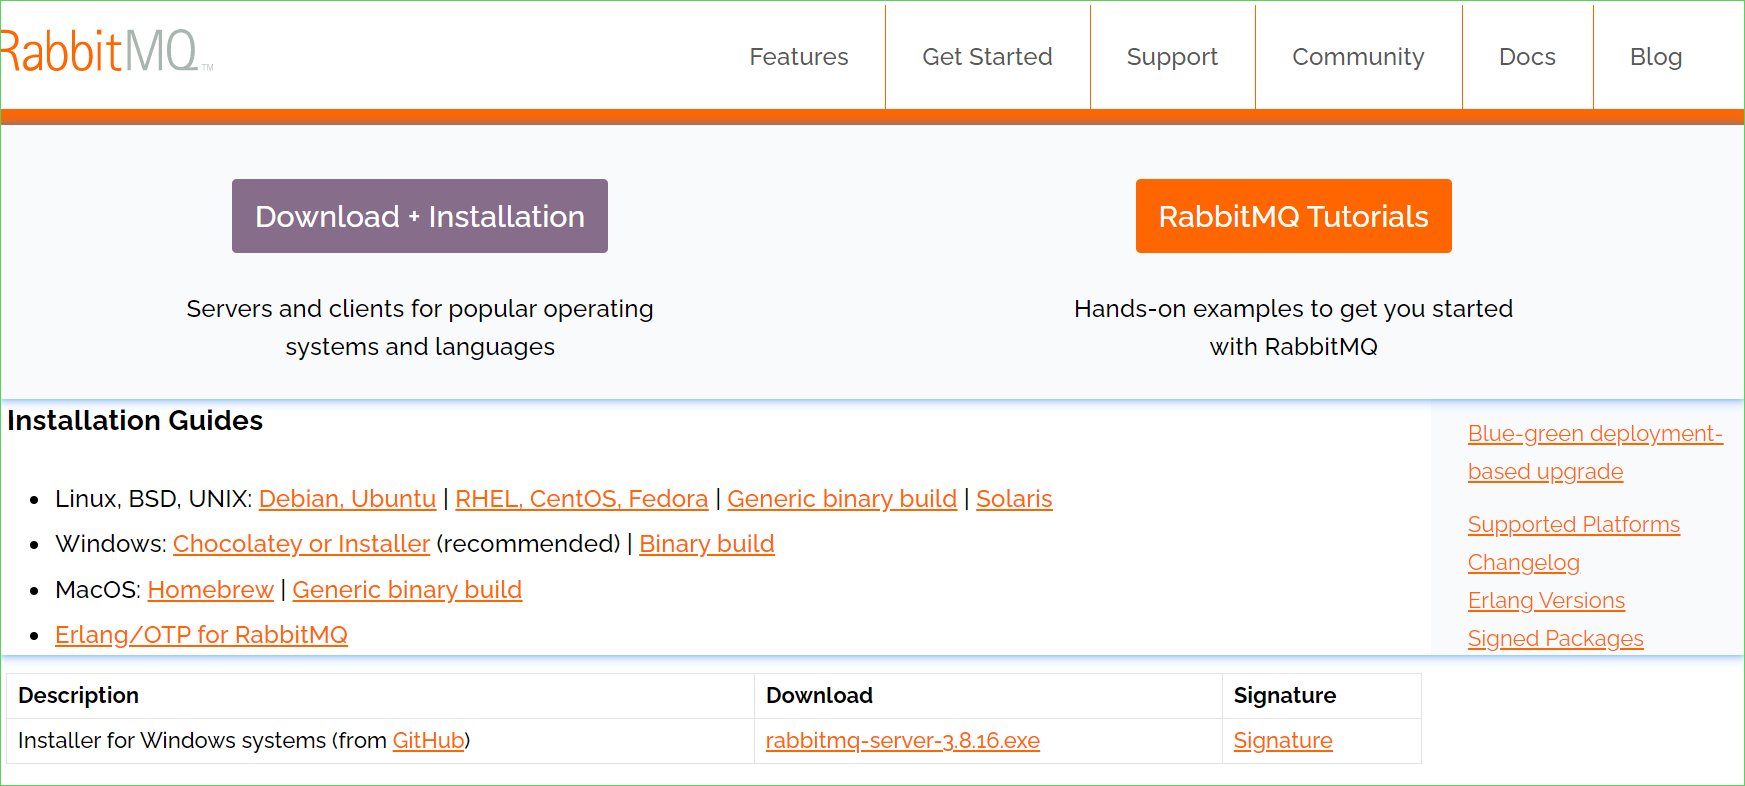 RabbitMQ™
Features Get Started Support Community Docs Blog
Download + Installation
Servers and clients for popular operating
systems and languages
RabbitMQ Tutorials
Hands-on examples to get you started
with RabbitMQ
Installation Guides
• Linux, BSD, UNIX: Debian, Ubuntu | RHEL, CentOS, Fedora | Generic binary build | Solaris
• Windows: Chocolatey or Installer (recommended) | Binary build
• MacOS: Homebrew | Generic binary build
• Erlang/OTP for RabbitMQ
Blue-green deployment-
based upgrade
Supported Platforms
Changelog
Erlang Versions
Signed Packages
Description Download Signature
Installer for Windows systems (from GitHub) rabbitmq-server-3.8.16.exe Signature